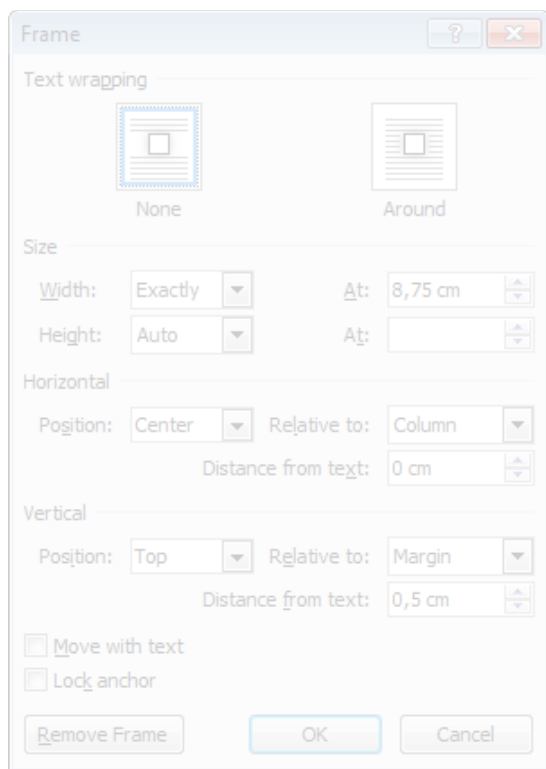 Frame
Text wrapping
None Around
Size
Width: Exactly At: 8,75 cm
Height: Auto At:
Horizontal
Position: Center Relative to: Column
Distance from text: 0 cm
Vertical
Position: Top Relative to: Margin
Distance from text: 0,5 cm
Move with text
Lock anchor
Remove Frame OK Cancel